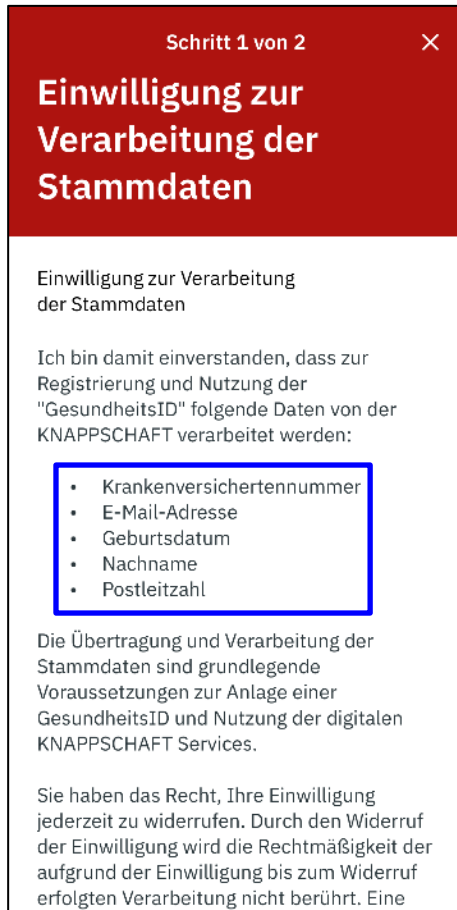 Schritt 1 von 2
Einwilligung zur
Verarbeitung der
Stammdaten
Einwilligung zur Verarbeitung
der Stammdaten
Ich bin damit einverstanden, dass zur
Registrierung und Nutzung der
"GesundheitsID" folgende Daten von der
KNAPPSCHAFT verarbeitet werden:
• Krankenversichertennummer
• E-Mail-Adresse
• Geburtsdatum
• Nachname
• Postleitzahl
Die Übertragung und Verarbeitung der
Stammdaten sind grundlegende
Voraussetzungen zur Anlage einer
GesundheitsID und Nutzung der digitalen
KNAPPSCHAFT Services.
Sie haben das Recht, Ihre Einwilligung
jederzeit zu widerrufen. Durch den Widerruf
der Einwilligung wird die Rechtmäßigkeit der
aufgrund der Einwilligung bis zum Widerruf
erfolgten Verarbeitung nicht berührt. Eine